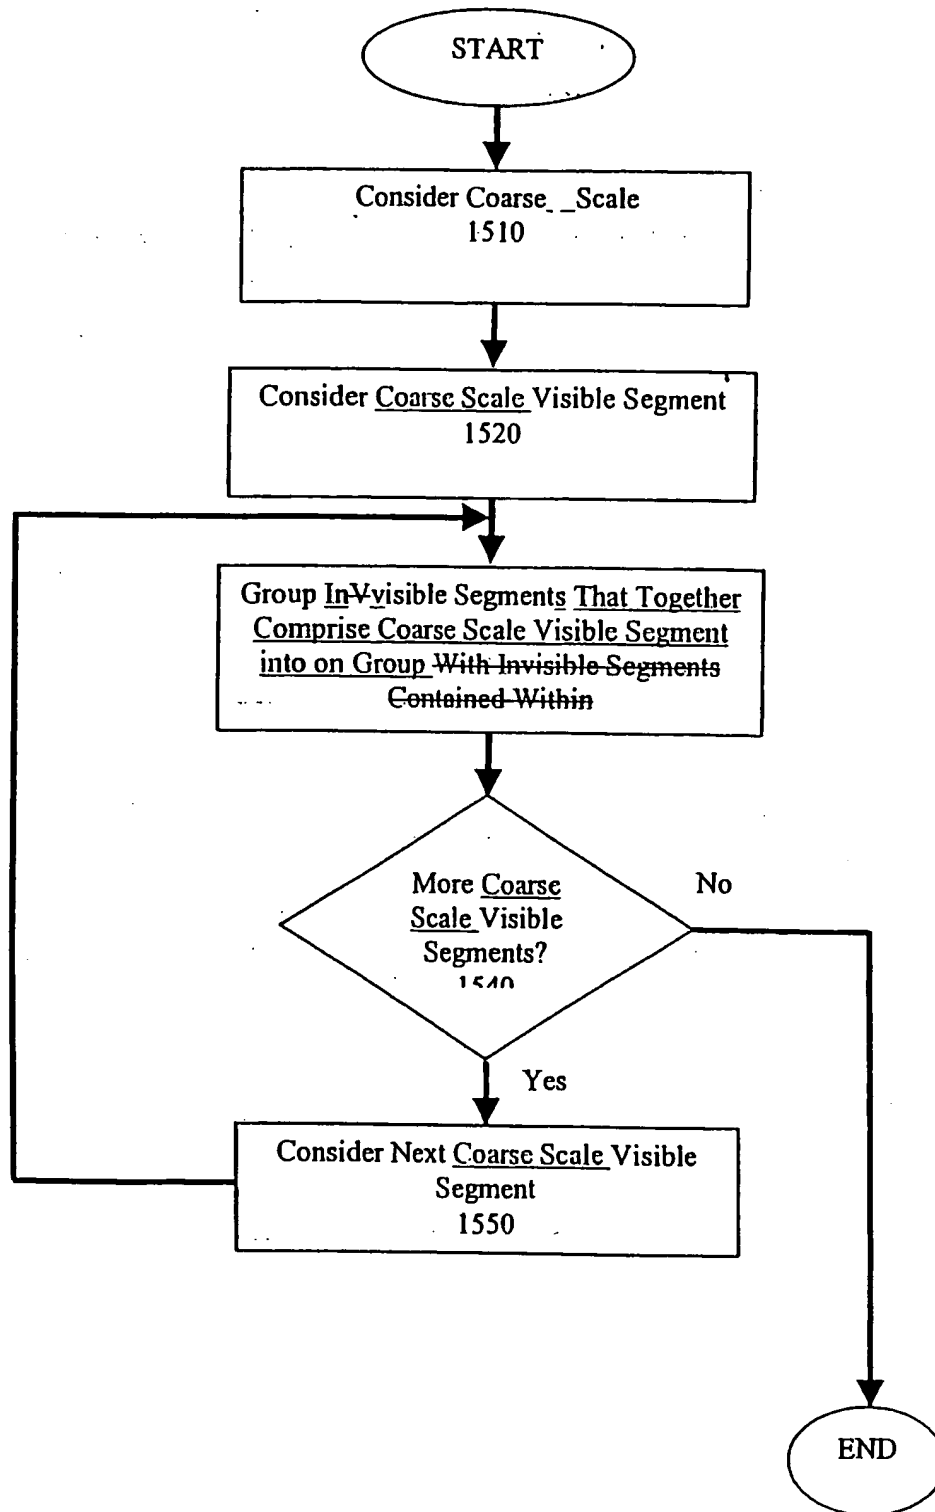 START
Consider Coarse_ _Scale
1510
Consider Coarse Scale Visible Segment
1520
Group InVvisible Segments That Together
Comprise Coarse Scale Visible Segment
into on Group With Invisible Segments
Contained Within
More Coarse
Scale Visible
Segments?
1540
No
Yes
Consider Next Coarse Scale Visible
Segment
1550
END